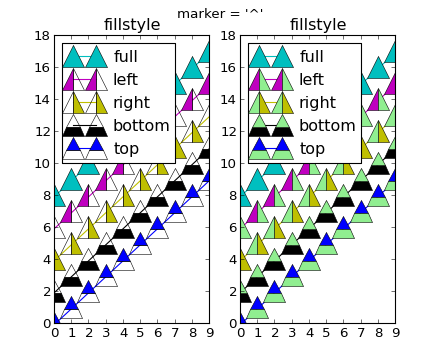 marker = '^'
fillstyle
full
left
right
bottom
top
18
16
14
12
10
8
6
4
2
0
0 1 2 3 4 5 6 7 8 9
fillstyle
full
left
right
bottom
top
18
16
14
12
10
8
6
4
2
0
0 1 2 3 4 5 6 7 8 9